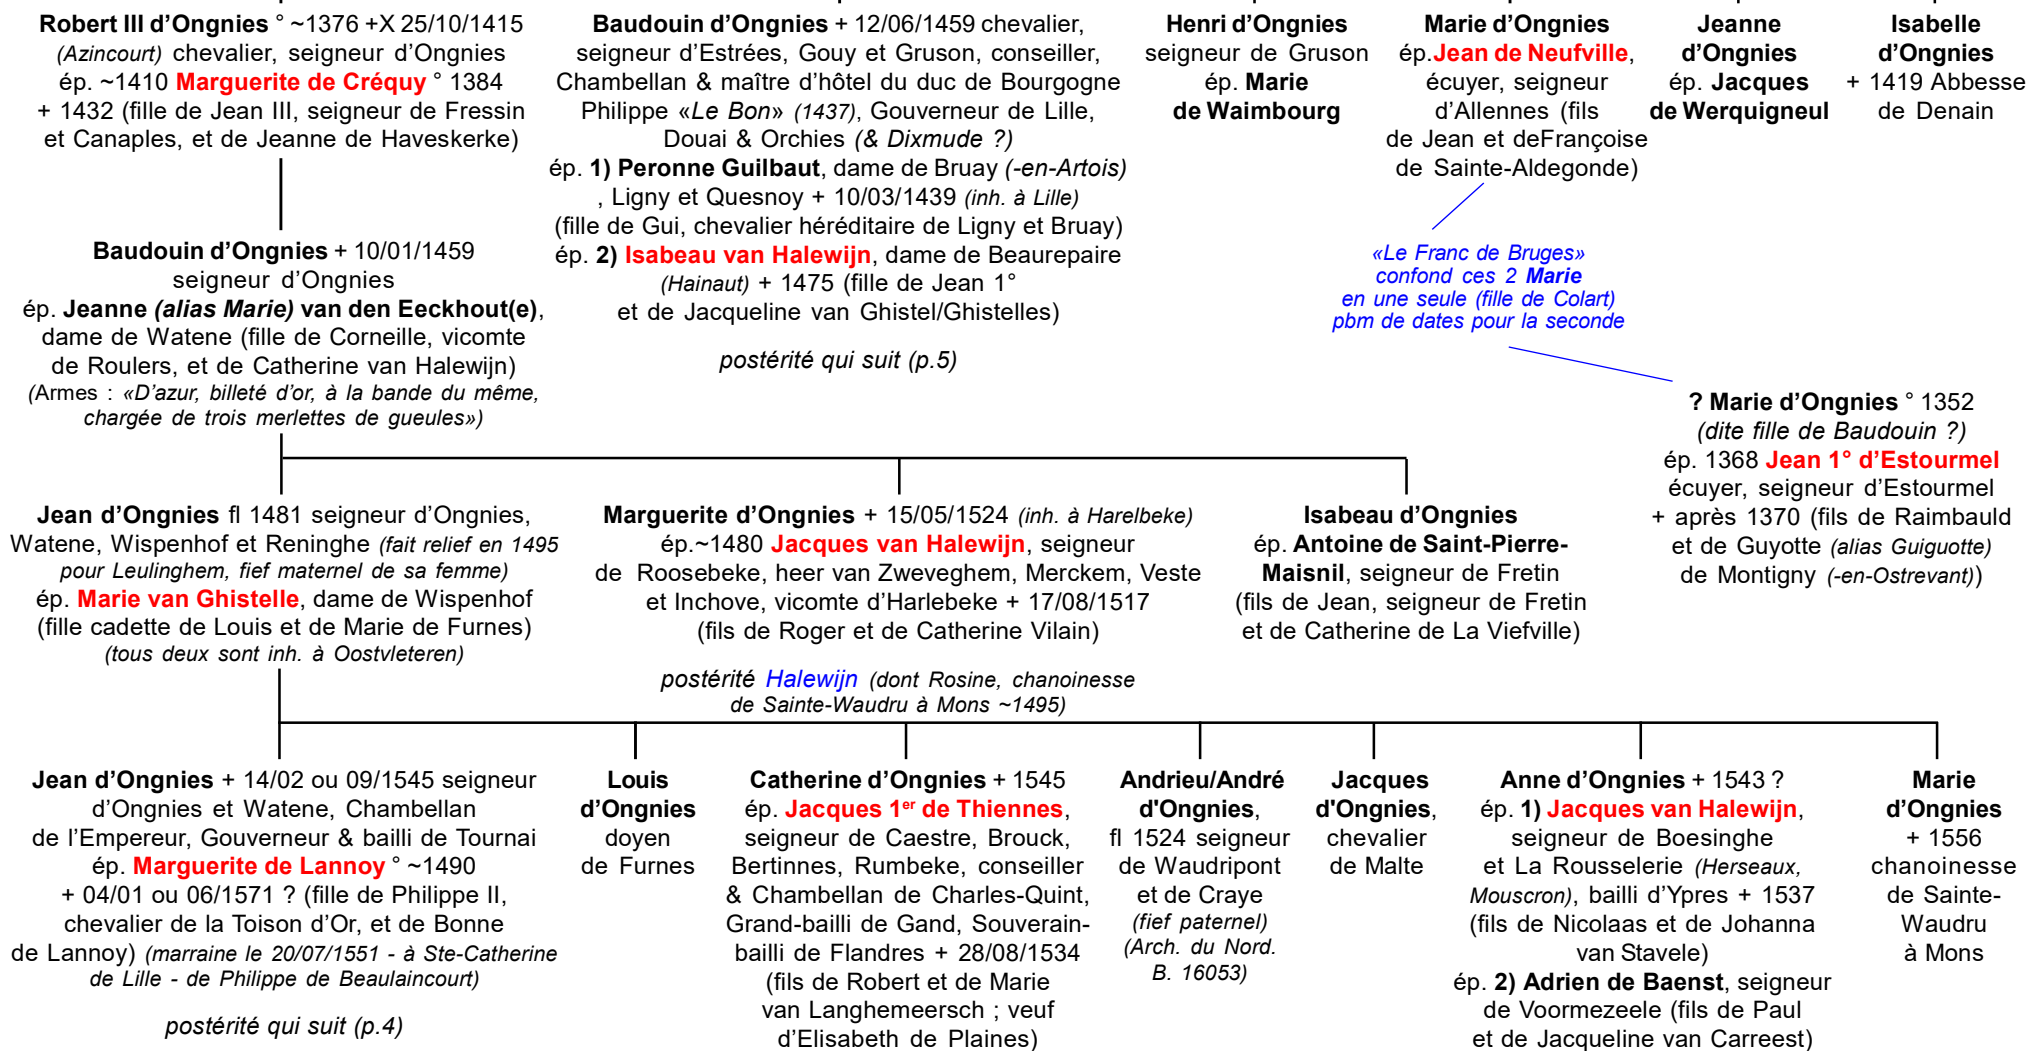 Robert III d'Ongnies ° ~1376 +X 25/10/1415
(Azincourt) chevalier, seigneur d'Ongnies
ép. ~1410 Marguerite de Créquy ° 1384
+ 1432 (fille de Jean III, seigneur de Fressin
et Canaples, et de Jeanne de Haveskerke)
Baudouin d'Ongnies + 12/06/1459 chevalier,
seigneur d'Estrées, Gouy et Gruson, conseiller,
Chambellan & maître d'hôtel du duc de Bourgogne
Philippe «Le Bon» (1437), Gouverneur de Lille,
Douai & Orchies (& Dixmude ?)
ép. 1) Peronne Guilbaut, dame de Bruay (-en-Artois)
, Ligny et Quesnoy + 10/03/1439 (inh. à Lille)
(fille de Gui, chevalier héréditaire de Ligny et Bruay)
ép. 2) Isabeau van Halewijn, dame de Beaurepaire
(Hainaut) + 1475 (fille de Jean 1°
et de Jacqueline van Ghistel/Ghistelles)
postérité qui suit (p.5)
Henri d'Ongnies
seigneur de Gruson
ép. Marie
de Waimbourg
Marie d'Ongnies
ép.Jean de Neufville,
écuyer, seigneur
d'Allennes (fils
de Jean et deFrançoise
de Sainte-Aldegonde)
Jeanne
d'Ongnies
ép. Jacques
de Werquigneul
Isabelle
d'Ongnies
+ 1419 Abbesse
de Denain
«Le Franc de Bruges»
confond ces 2 Marie
en une seule (fille de Colart)
pbm de dates pour la seconde
? Marie d'Ongnies ° 1352
(dite fille de Baudouin ?)
ép. 1368 Jean 1° d'Estourmel
écuyer, seigneur d'Estourmel
+ après 1370 (fils de Raimbauld
et de Guyotte (alias Guiguotte)
de Montigny (-en-Ostrevant))
Baudouin d'Ongnies + 10/01/1459
seigneur d'Ongnies
ép. Jeanne (alias Marie) van den Eeckhout(e),
dame de Watene (fille de Corneille, vicomte
de Roulers, et de Catherine van Halewijn)
(Armes : «D'azur, billeté d'or, à la bande du même,
chargée de trois merlettes de gueules»)
Jean d'Ongnies fl 1481 seigneur d'Ongnies,
Watene, Wispenhof et Reninghe (fait relief en 1495
pour Leulinghem, fief maternel de sa femme)
ép. Marie van Ghistelle, dame de Wispenhof
(fille cadette de Louis et de Marie de Furnes)
(tous deux sont inh. à Oostvleteren)
Marguerite d'Ongnies + 15/05/1524 (inh. à Harelbeke)
ép.~1480 Jacques van Halewijn, seigneur
de Roosebeke, heer van Zweveghem, Merckem, Veste
et Inchove, vicomte d'Harlebeke + 17/08/1517
(fils de Roger et de Catherine Vilain)
postérité Halewijn (dont Rosine, chanoinesse
de Sainte-Waudru à Mons ~1495)
Isabeau d'Ongnies
ép. Antoine de Saint-Pierre-
Maisnil, seigneur de Fretin
(fils de Jean, seigneur de Fretin
et de Catherine de La Viefville)
Jean d'Ongnies + 14/02 ou 09/1545 seigneur
d'Ongnies et Watene, Chambellan
de l'Empereur, Gouverneur & bailli de Tournai
ép. Marguerite de Lannoy ° ~1490
+ 04/01 ou 06/1571 ? (fille de Philippe II,
chevalier de la Toison d'Or, et de Bonne
de Lannoy) (marraine le 20/07/1551 - à Ste-Catherine
de Lille - de Philippe de Beaulaincourt)
postérité qui suit (p.4)
Louis
d'Ongnies
doyen
de Furnes
Catherine d'Ongnies + 1545
ép. Jacques 1er de Thiennes,
seigneur de Caestre, Brouck,
Bertinnes, Rumbeke, conseiller
& Chambellan de Charles-Quint,
Grand-bailli de Gand, Souverain-
bailli de Flandres + 28/08/1534
(fils de Robert et de Marie
van Langhemeersch ; veuf
d'Elisabeth de Plaines)
Andrieu/André
d'Ongnies,
fl 1524 seigneur
de Waudripont
et de Craye
(fief paternel)
(Arch. du Nord.
B. 16053)
Jacques
d'Ongnies,
chevalier
de Malte
Anne d'Ongnies + 1543 ?
ép. 1) Jacques van Halewijn,
seigneur de Boesinghe
et La Rousselerie (Herseaux,
Mouscron), bailli d'Ypres + 1537
(fils de Nicolaas et de Johanna
van Stavele)
ép. 2) Adrien de Baenst, seigneur
de Voormezeele (fils de Paul
et de Jacqueline van Carreest)
Marie
d'Ongnies
+ 1556
chanoinesse
de Sainte-
Waudru
à Mons